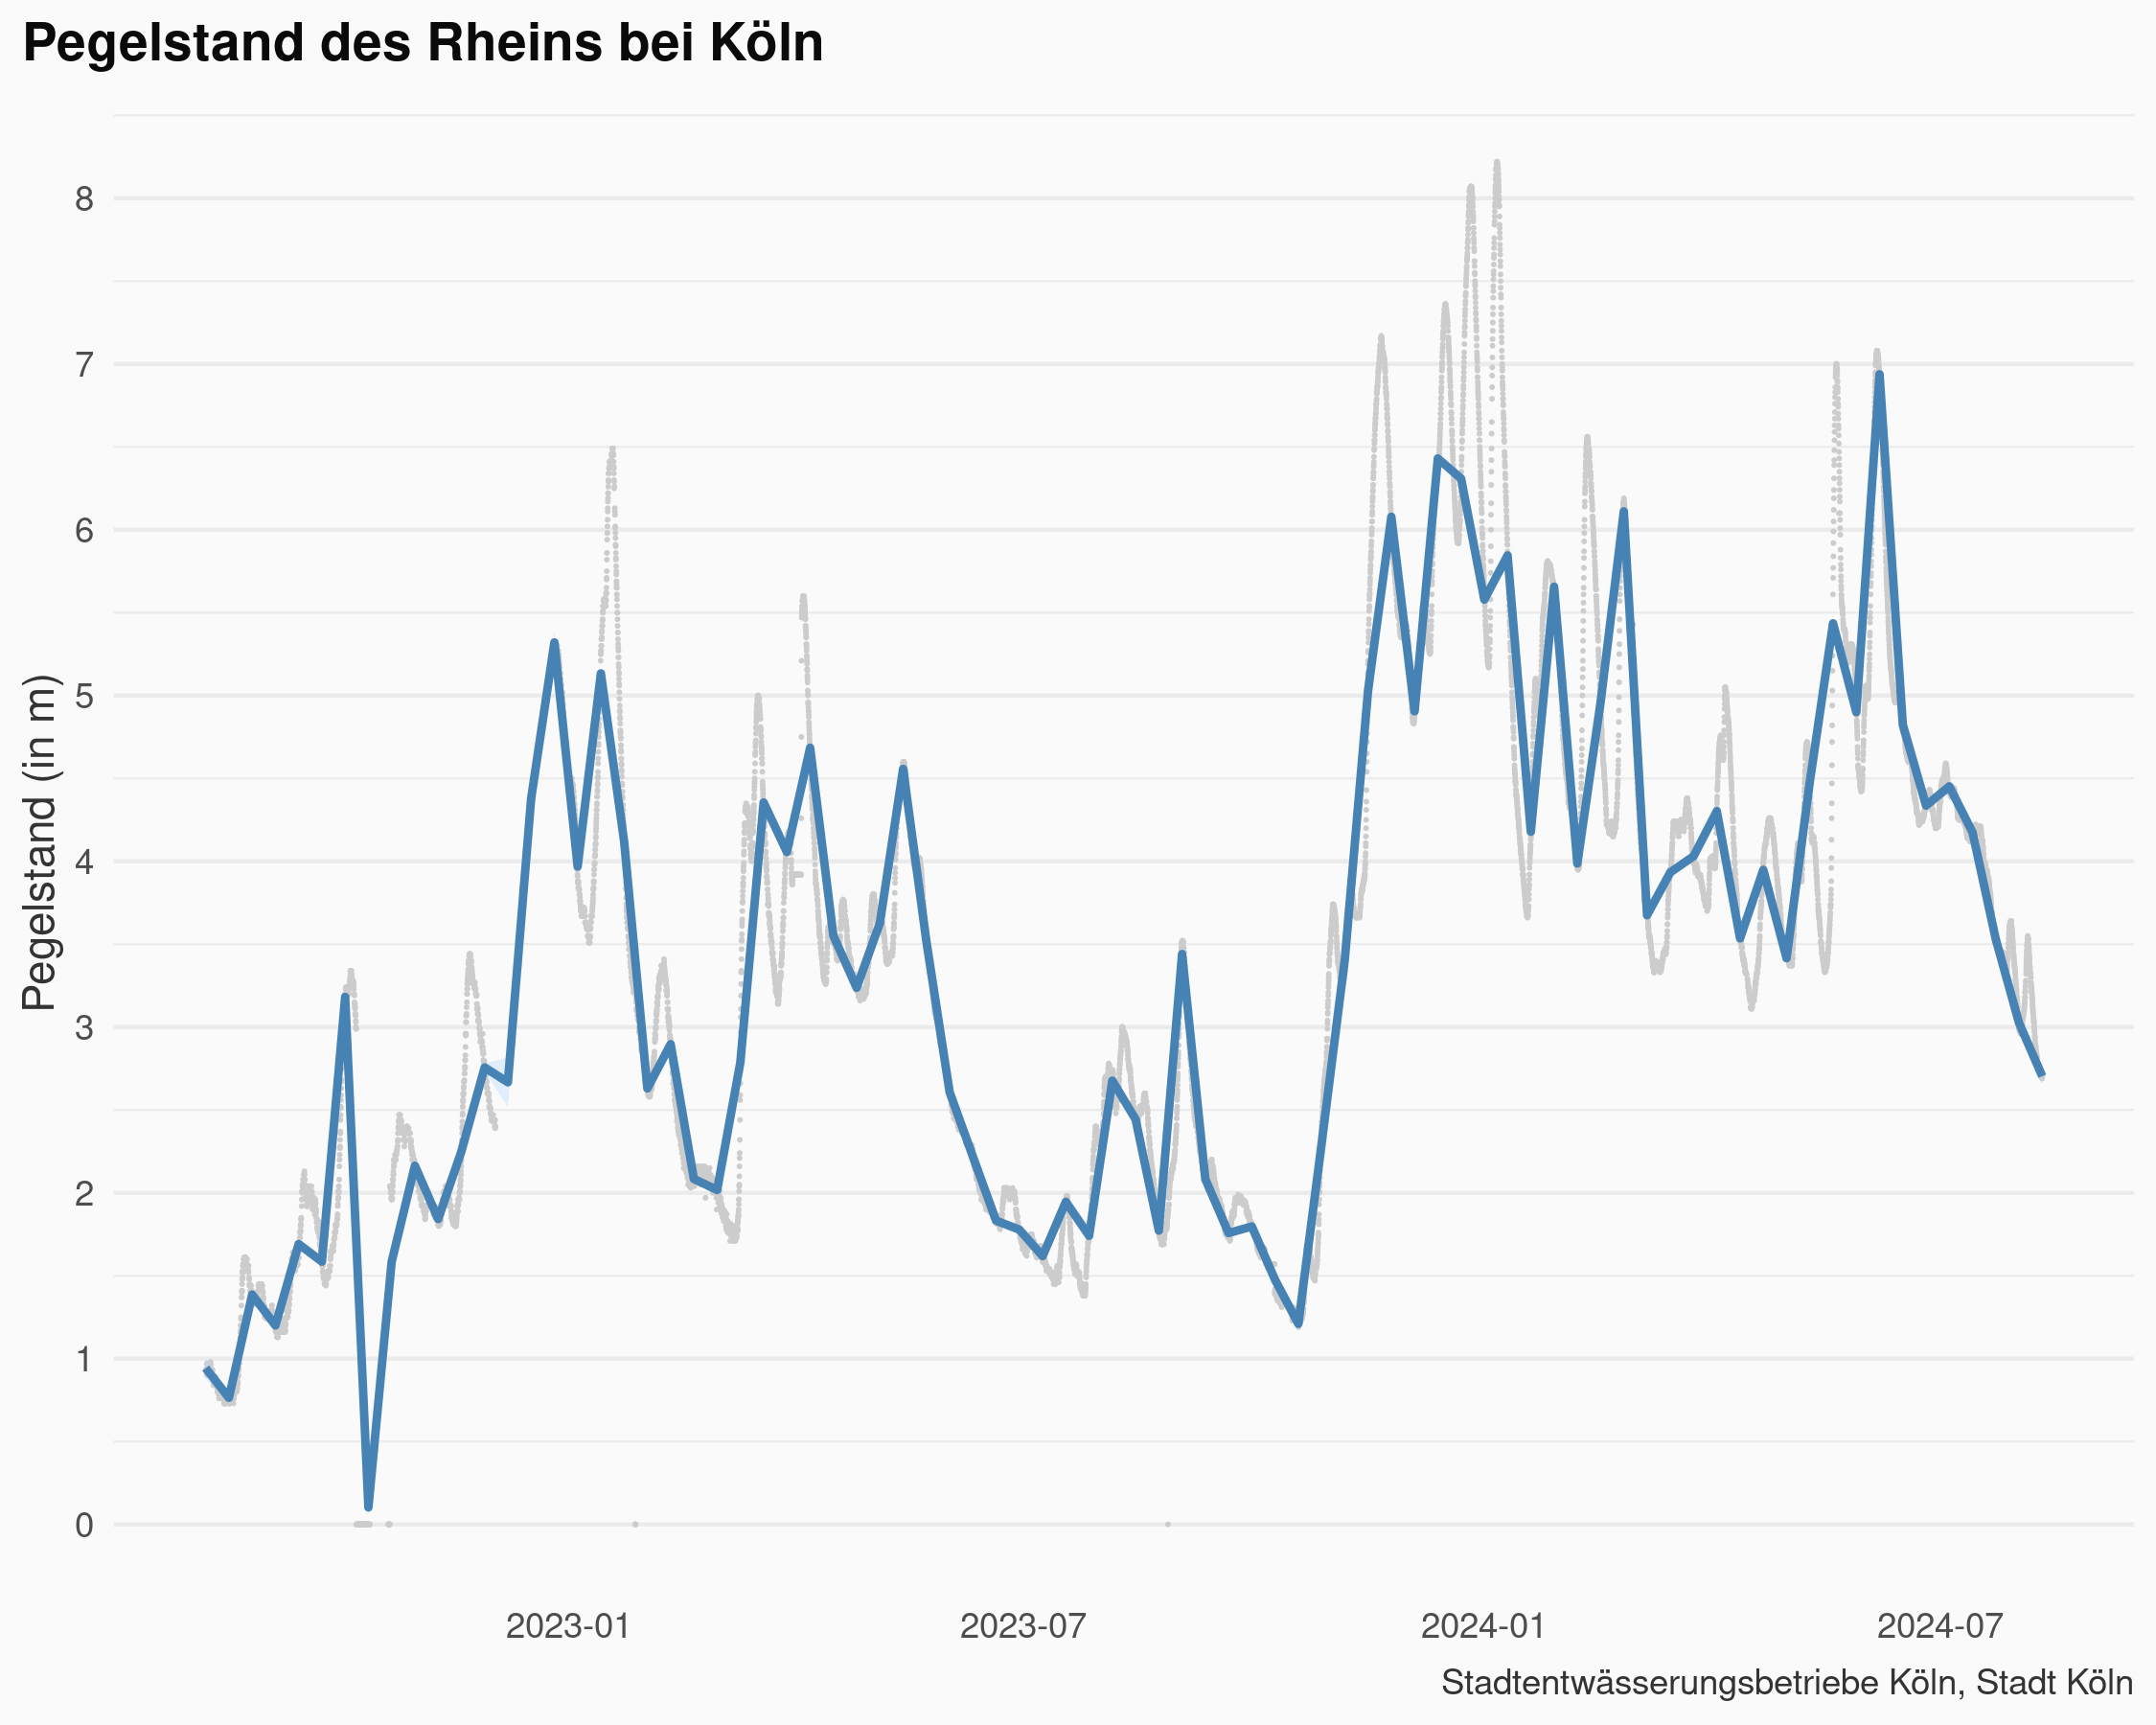 Pegelstand des Rheins bei Köln
Pegelstand (in m)
8
7
6
5
4
3
2
1
0
2023-01 2023-07 2024-01 2024-07
Stadtentwässerungsbetriebe Köln, Stadt Köln